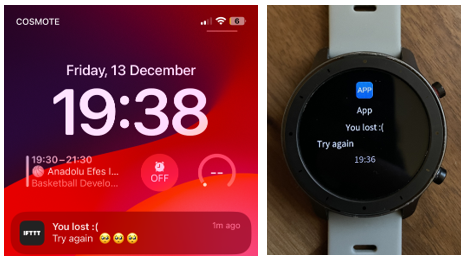 COSMOTE
6
Friday, 13 December
19:38
19:30–21:30
Anadolu Efes I...
Basketball Develo...
OFF
--
IFTTT
You lost :(
1m ago
Try again 🥺🥺🥺
APP
App
You lost :(
Try again
19:36